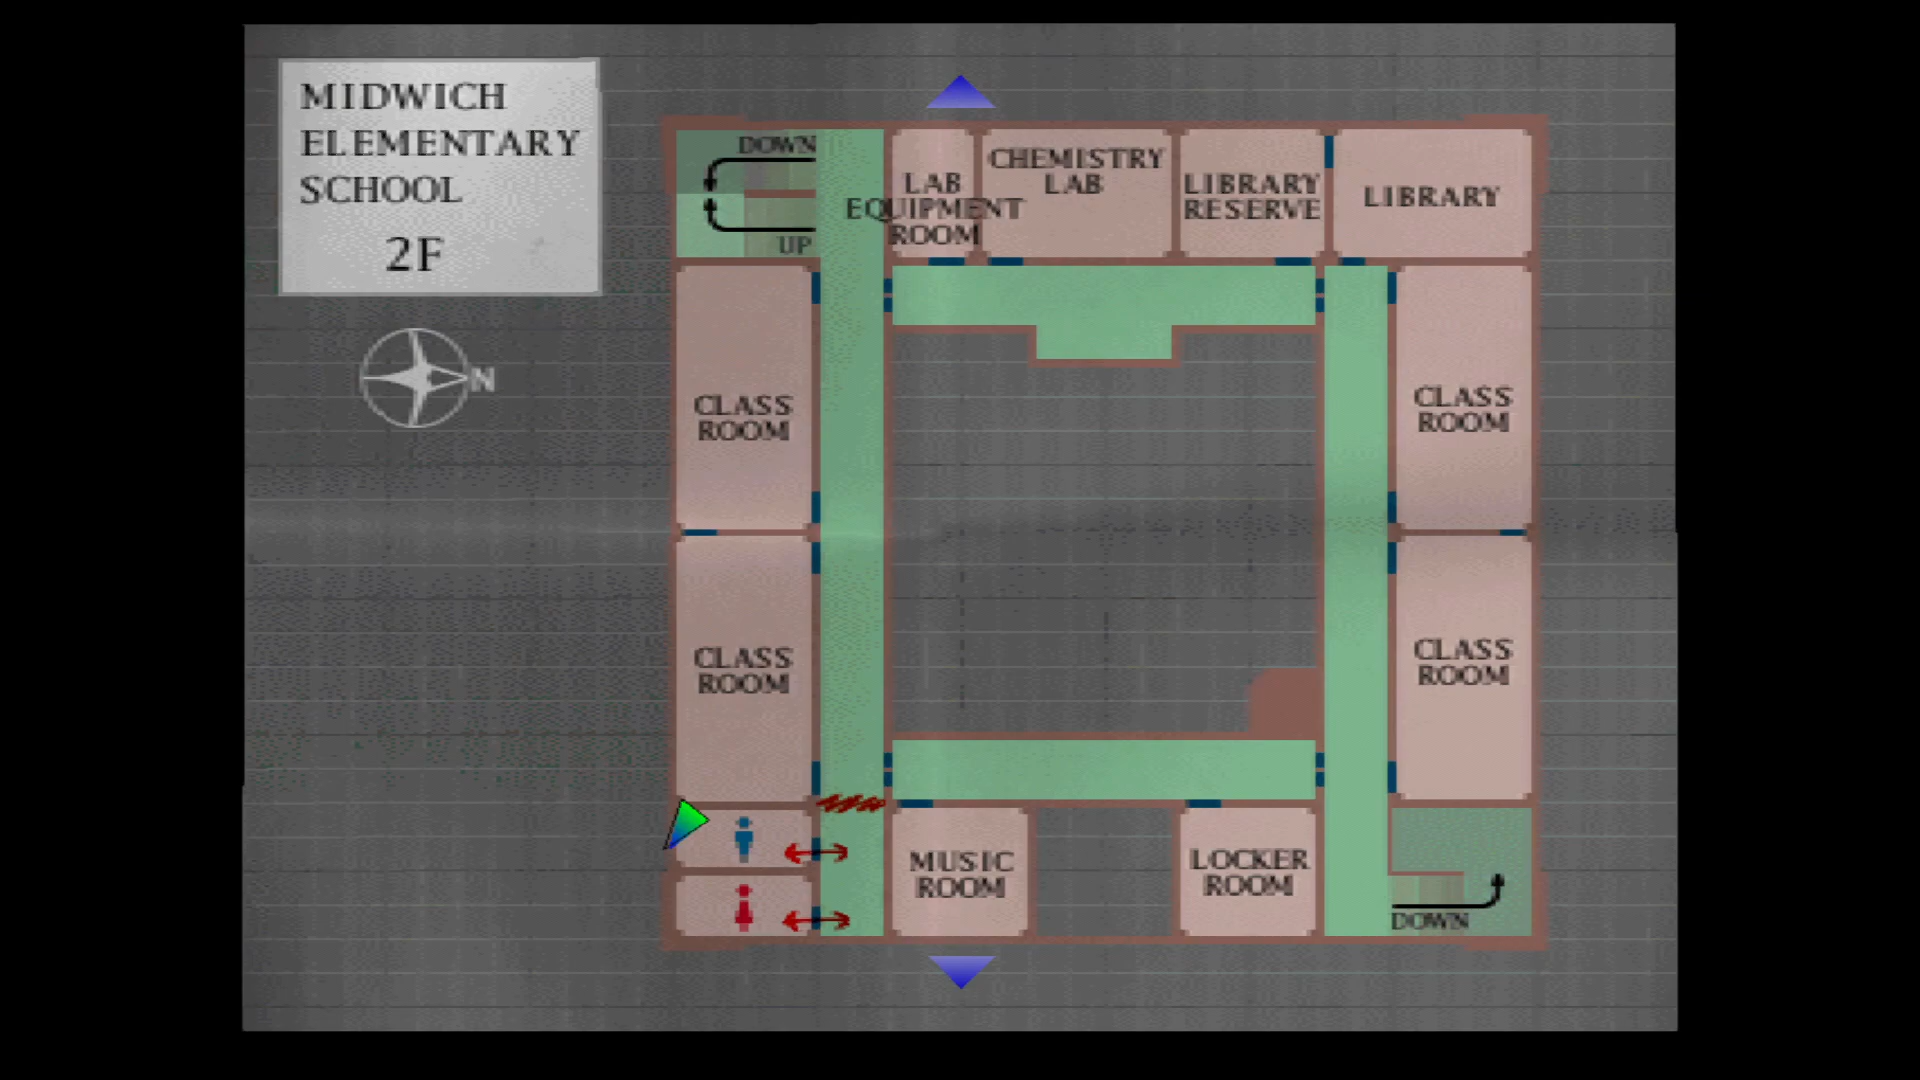 MIDWICH
ELEMENTARY
SCHOOL
2F
N
DOWN
UP
LAB
EQUIPMENT
ROOM
CHEMISTRY
LAB
LIBRARY
RESERVE
LIBRARY
CLASS
ROOM
CLASS
ROOM
CLASS
ROOM
CLASS
ROOM
MUSIC
ROOM
LOCKER
ROOM
DOWN